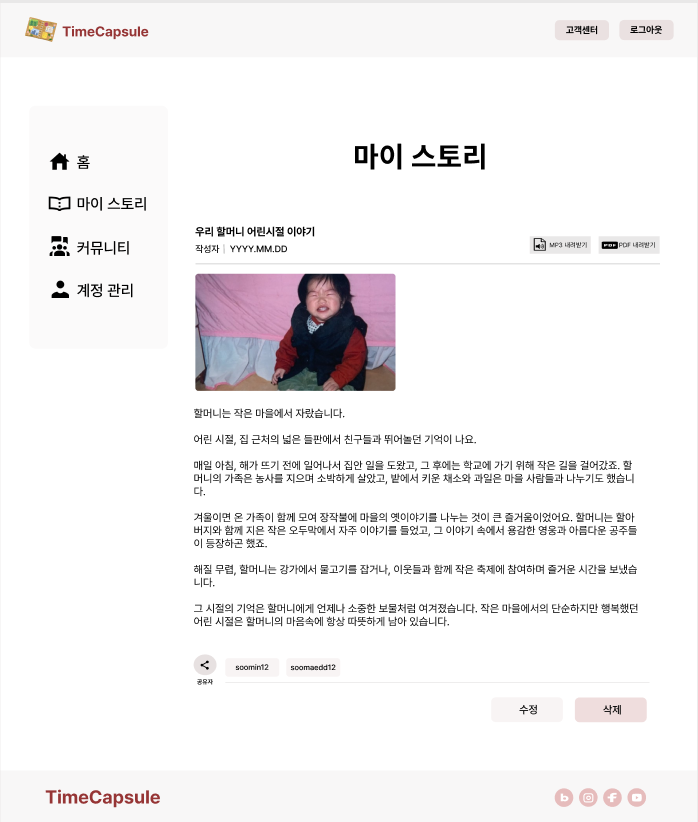 TimeCapsule
고객센터
로그아웃
홈
마이 스토리
커뮤니티
계정 관리
마이 스토리
우리 할머니 어린시절 이야기
작성자 | YYYY.MM.DD
MP3 내려받기
PDF PDF 내려받기
할머니는 작은 마을에서 자랐습니다.
어린 시절, 집 근처의 넓은 들판에서 친구들과 뛰어놀던 기억이 나요.
매일 아침, 해가 뜨기 전에 일어나서 집안 일을 도왔고, 그 후에는 학교에 가기 위해 작은 길을 걸어갔죠. 할
머니의 가족은 농사를 지으며 소박하게 살았고, 밭에서 키운 채소와 과일은 마을 사람들과 나누기도 했습니
다.
겨울이면 온 가족이 함께 모여 장작불에 마을의 옛이야기를 나누는 것이 큰 즐거움이었어요. 할머니는 할아
버지와 함께 지은 작은 오두막에서 자주 이야기를 들었고, 그 이야기 속에서 용감한 영웅과 아름다운 공주들
이 등장하곤 했죠.
해질 무렵, 할머니는 강가에서 물고기를 잡거나, 이웃들과 함께 작은 축제에 참여하며 즐거운 시간을 보냈습
니다.
그 시절의 기억은 할머니에게 언제나 소중한 보물처럼 여겨졌습니다. 작은 마을에서의 단순하지만 행복했던
어린 시절은 할머니의 마음속에 항상 따뜻하게 남아 있습니다.
공유자
soomin12
soomaedd12
수정
삭제
TimeCapsule